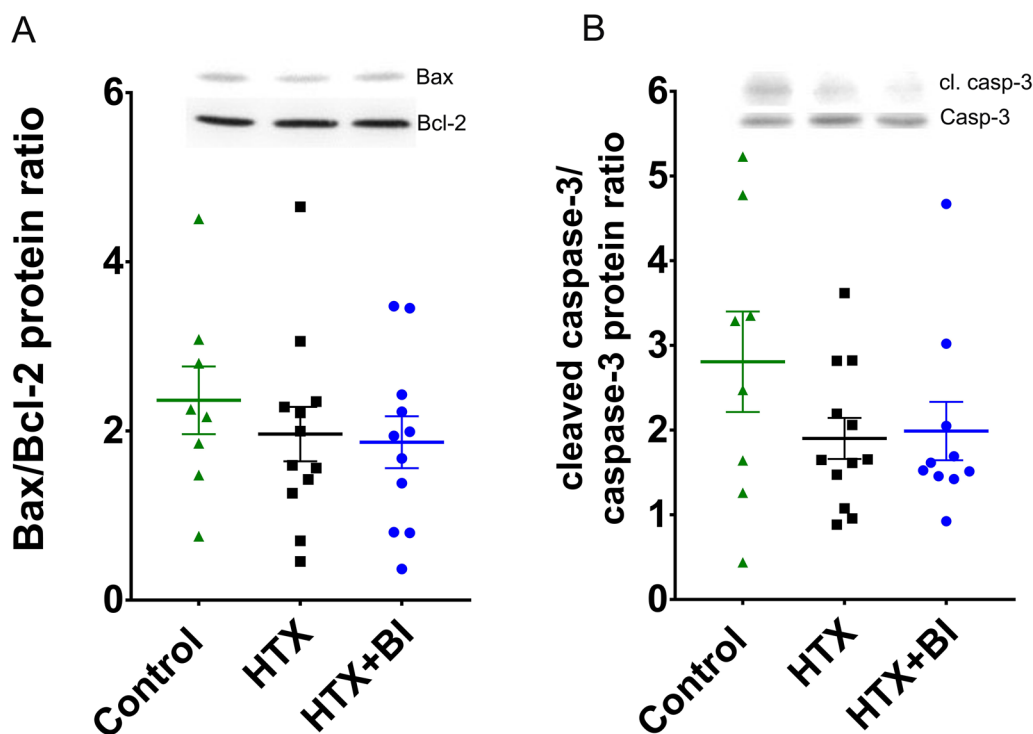 A
Bax/Bcl-2 protein ratio
6
4
2
0
Bax
Bcl-2
Control
HTX
HTX+BI
B
cleaved caspase-3/
caspase-3 protein ratio
6
5
4
3
2
1
0
cl. casp-3
Casp-3
Control
HTX
HTX+BI